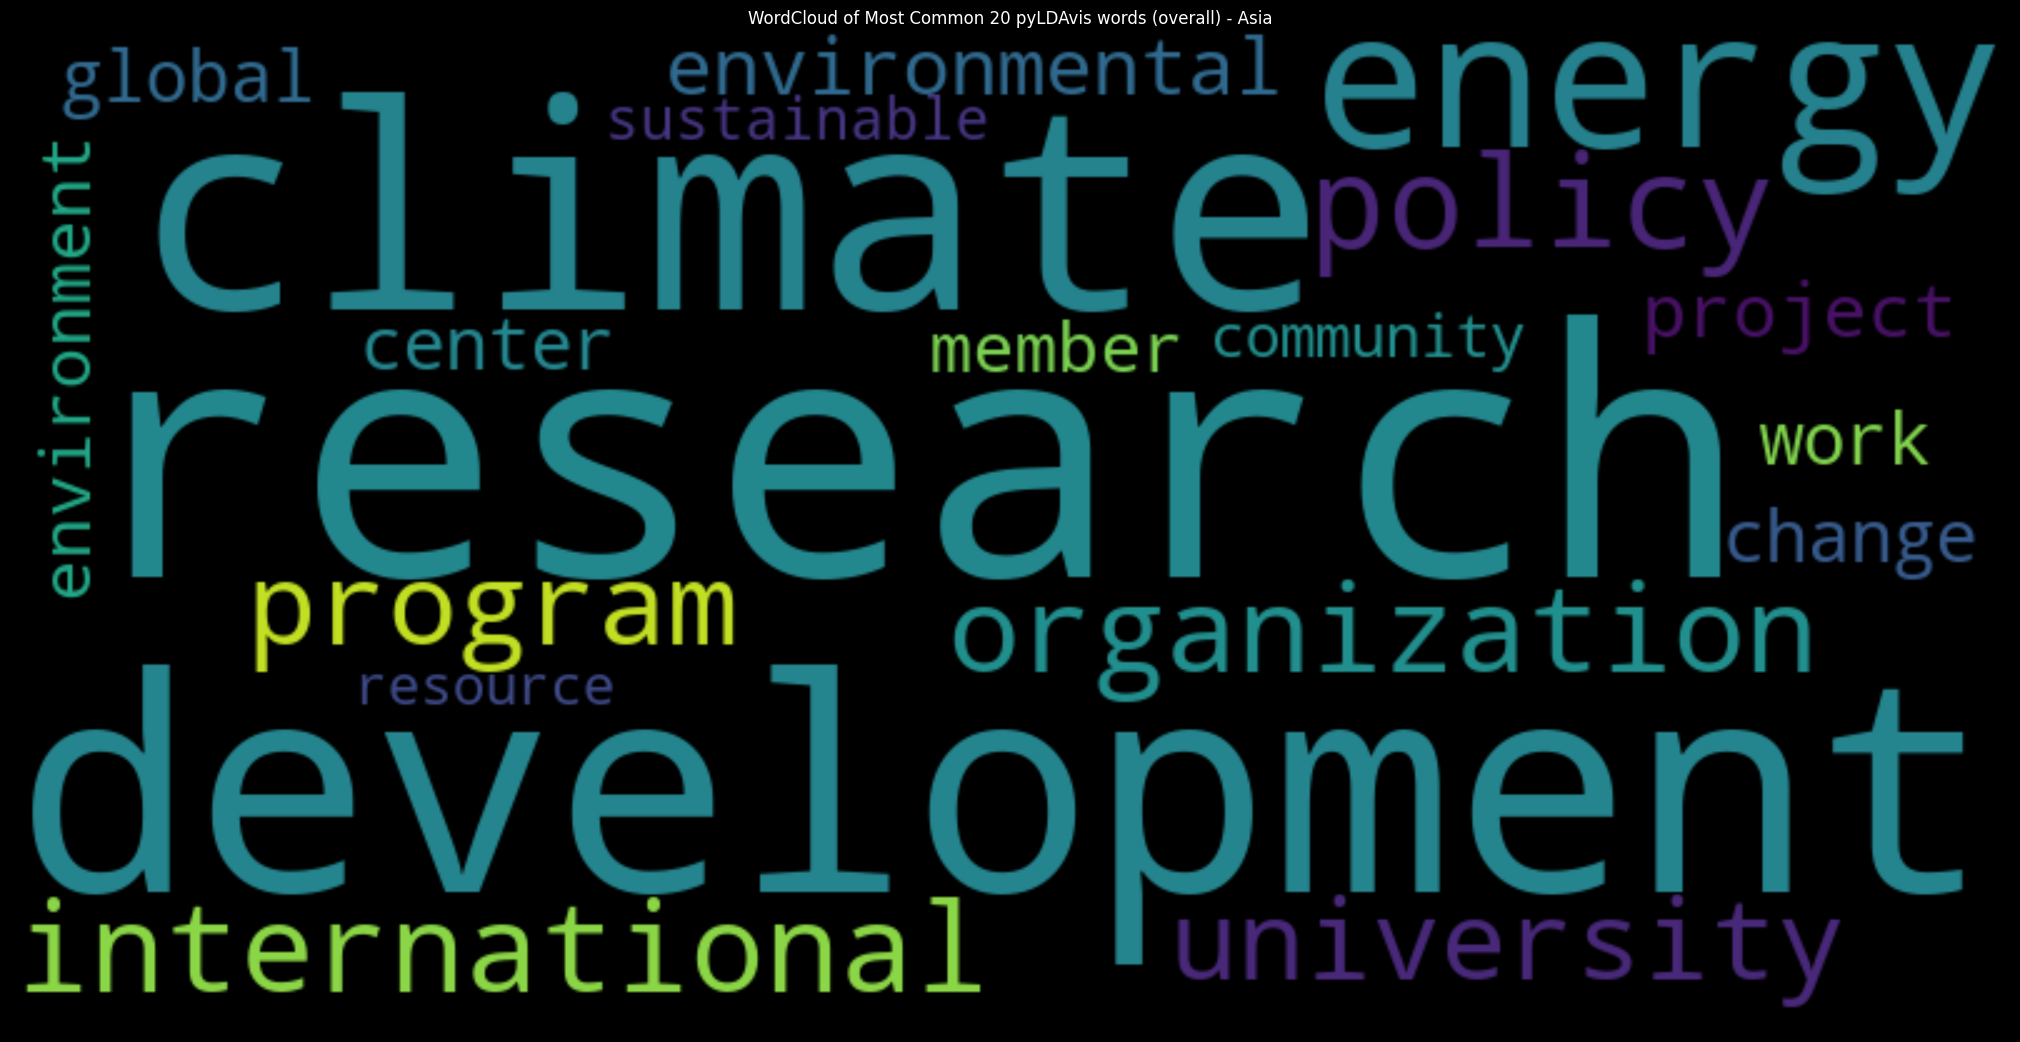 WordCloud of Most Common 20 pyLDAvis words (overall) - Asia
global
environmental
energy
sustainable
climate
policy
environment
project
center
member
community
research
work
change
program
organization
resource
development
international
university